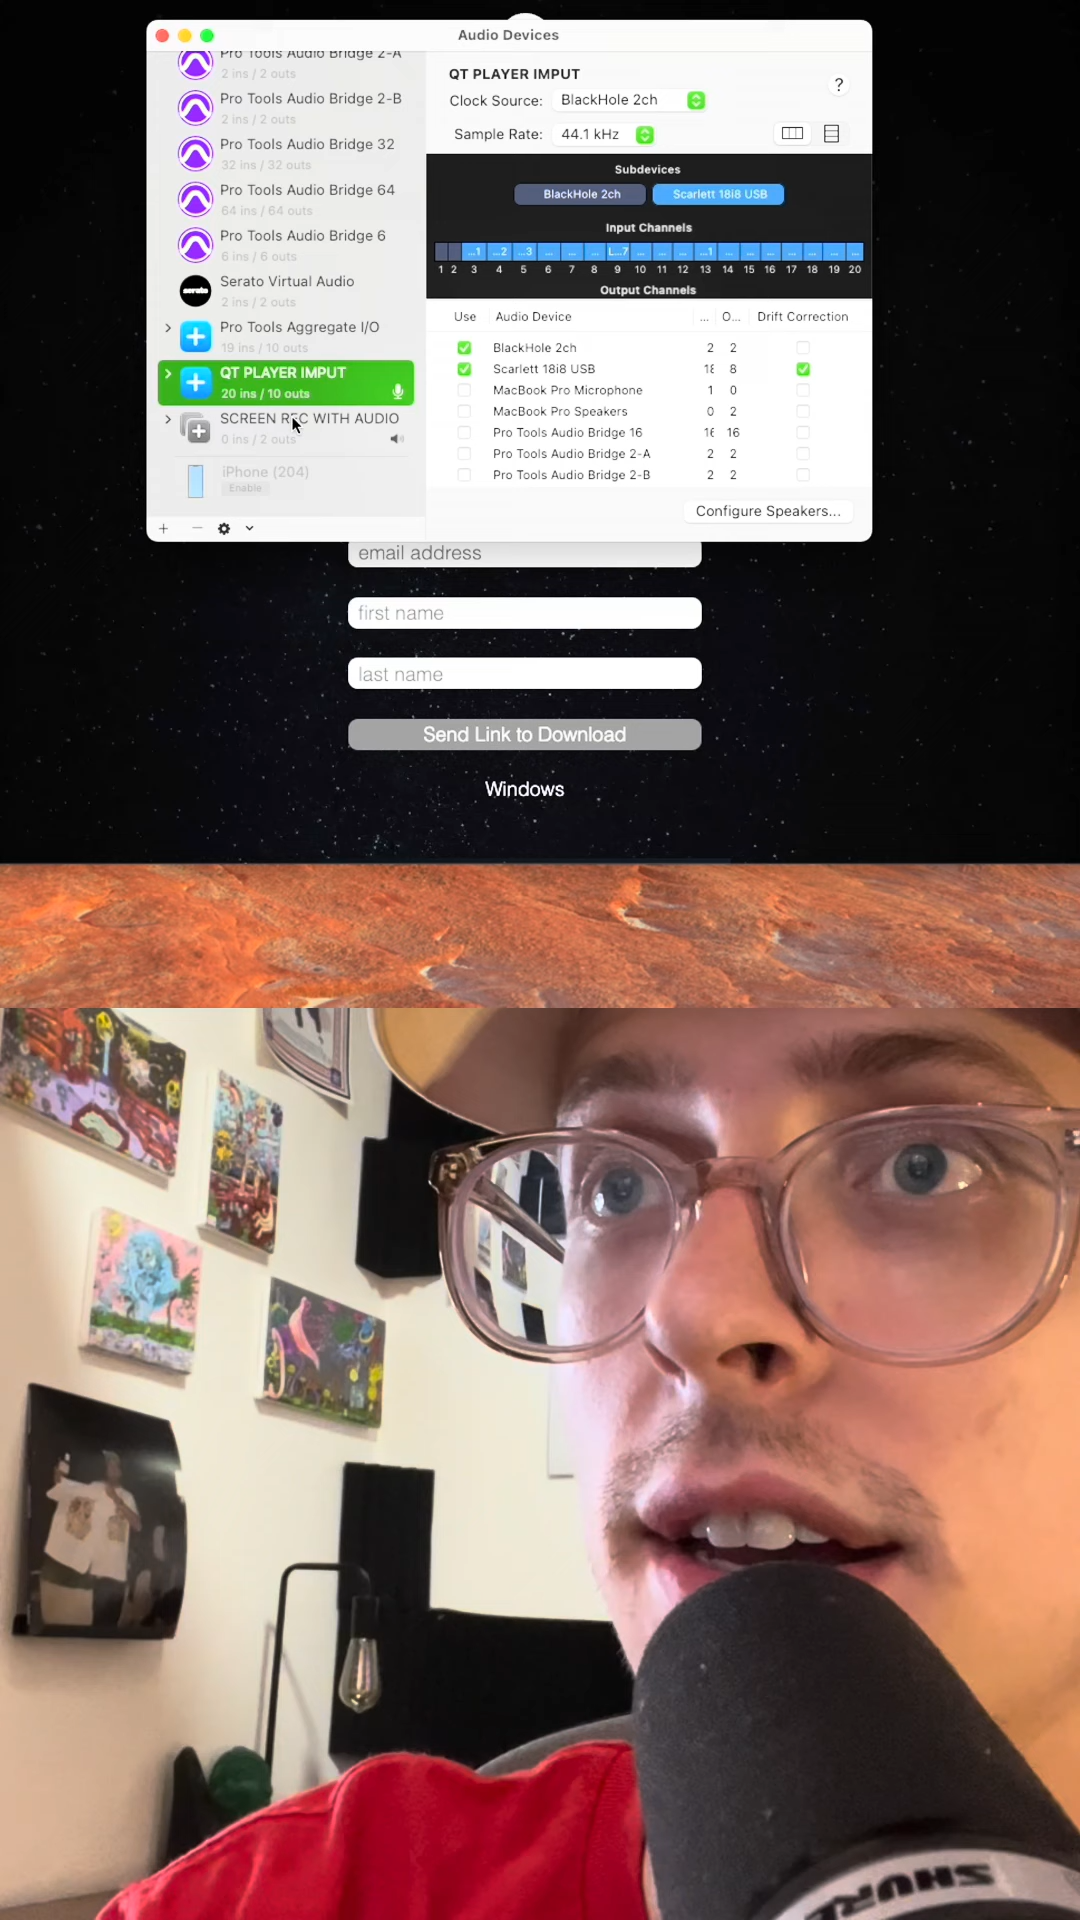 Audio Devices
Pro Tools Audio Bridge 2-A
2 ins / 2 outs
Pro Tools Audio Bridge 2-B
2 ins / 2 outs
Pro Tools Audio Bridge 32
32 ins / 32 outs
Pro Tools Audio Bridge 64
64 ins / 64 outs
Pro Tools Audio Bridge 6
6 ins / 6 outs
serato
Serato Virtual Audio
2 ins / 2 outs
Pro Tools Aggregate I/O
19 ins / 10 outs
QT PLAYER IMPUT
20 ins / 10 outs
SCREEN REC WITH AUDIO
0 ins / 2 outs
iPhone (204)
Enable
QT PLAYER IMPUT
?
Clock Source: BlackHole 2ch
Sample Rate: 44.1 kHz
Subdevices
BlackHole 2ch Scarlett 18i8 USB
Input Channels
...1 ...2 ...3 ... ... ... L...7 ... ... ... ...1 ... ... ... ... ... ... ...
1 2 3 4 5 6 7 8 9 10 11 12 13 14 15 16 17 18 19 20
Output Channels
Use Audio Device ... O... Drift Correction
BlackHole 2ch 2 2
Scarlett 18i8 USB 18 8
MacBook Pro Microphone 1 0
MacBook Pro Speakers 0 2
Pro Tools Audio Bridge 16 16 16
Pro Tools Audio Bridge 2-A 2 2
Pro Tools Audio Bridge 2-B 2 2
Configure Speakers...
email address
first name
last name
Send Link to Download
Windows
SHURE